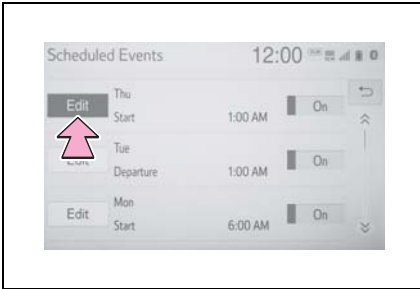 Scheduled Events 12:00
Edit Thu
Start 1:00 AM On
Edit Tue
Departure 1:00 AM On
Edit Mon
Start 6:00 AM On